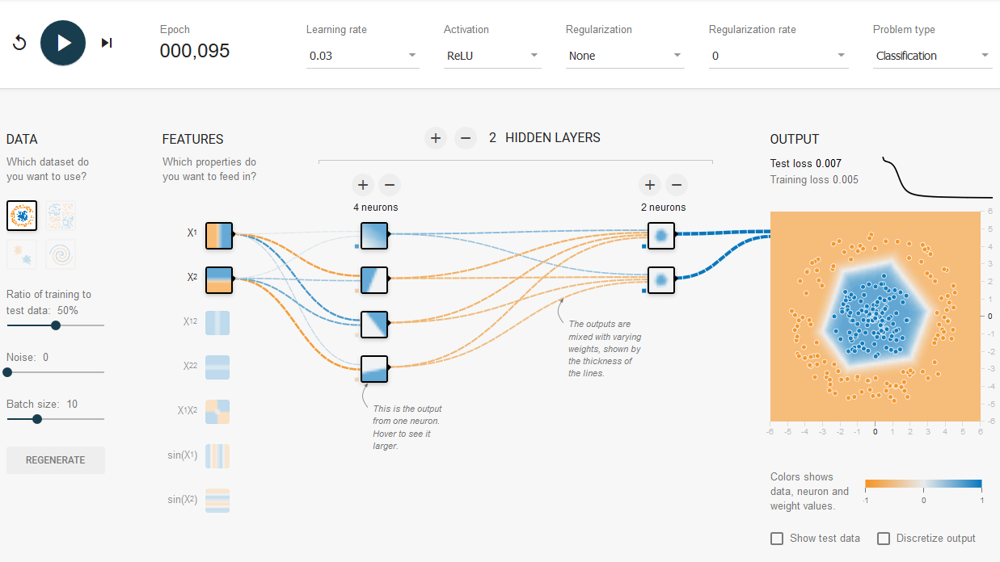 Epoch
000,095
Learning rate
0.03
Activation
ReLU
Regularization
None
Regularization rate
0
Problem type
Classification
DATA
Which dataset do
you want to use?
Ratio of training to
test data: 50%
Noise: 0
Batch size: 10
REGENERATE
FEATURES
Which properties do
you want to feed in?
X1
X2
X12
X22
X1X2
sin(X1)
sin(X2)
+ − 2 HIDDEN LAYERS
+ −
4 neurons
+ −
2 neurons
The outputs are
mixed with varying
weights, shown by
the thickness of
the lines.
This is the output
from one neuron.
Hover to see it
larger.
OUTPUT
Test loss 0.007
Training loss 0.005
6
5
4
3
2
1
0
-1
-2
-3
-4
-5
-6
-6 -5 -4 -3 -2 -1 0 1 2 3 4 5 6
Colors shows
data, neuron and
weight values.
-1 0 1
Show test data
Discretize output